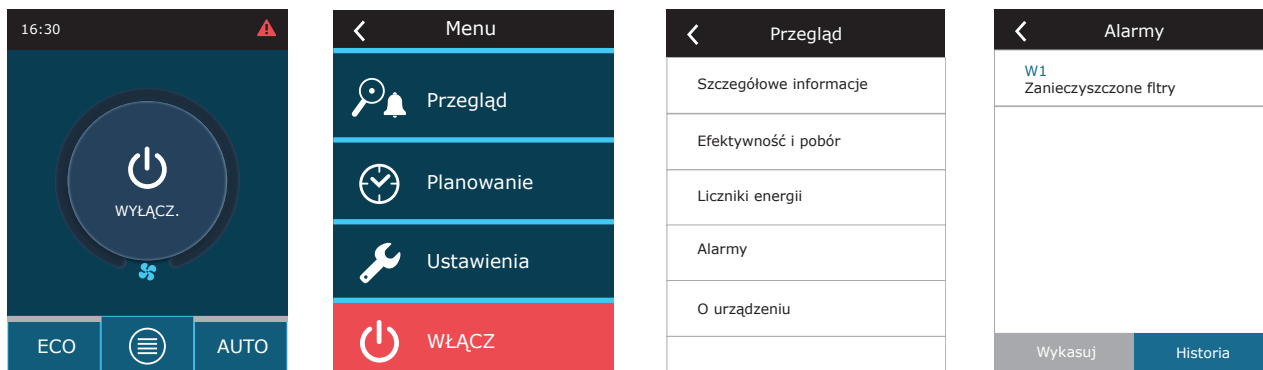 16:30
WYŁĄCZ.
ECO
AUTO
Menu
Przegląd
Planowanie
Ustawienia
WŁĄCZ
Przegląd
Szczegółowe informacje
Efektywność i pobór
Liczniki energii
Alarmy
O urządzeniu
Alarmy
W1
Zanieczyszczone fltry
Wykasuj
Historia